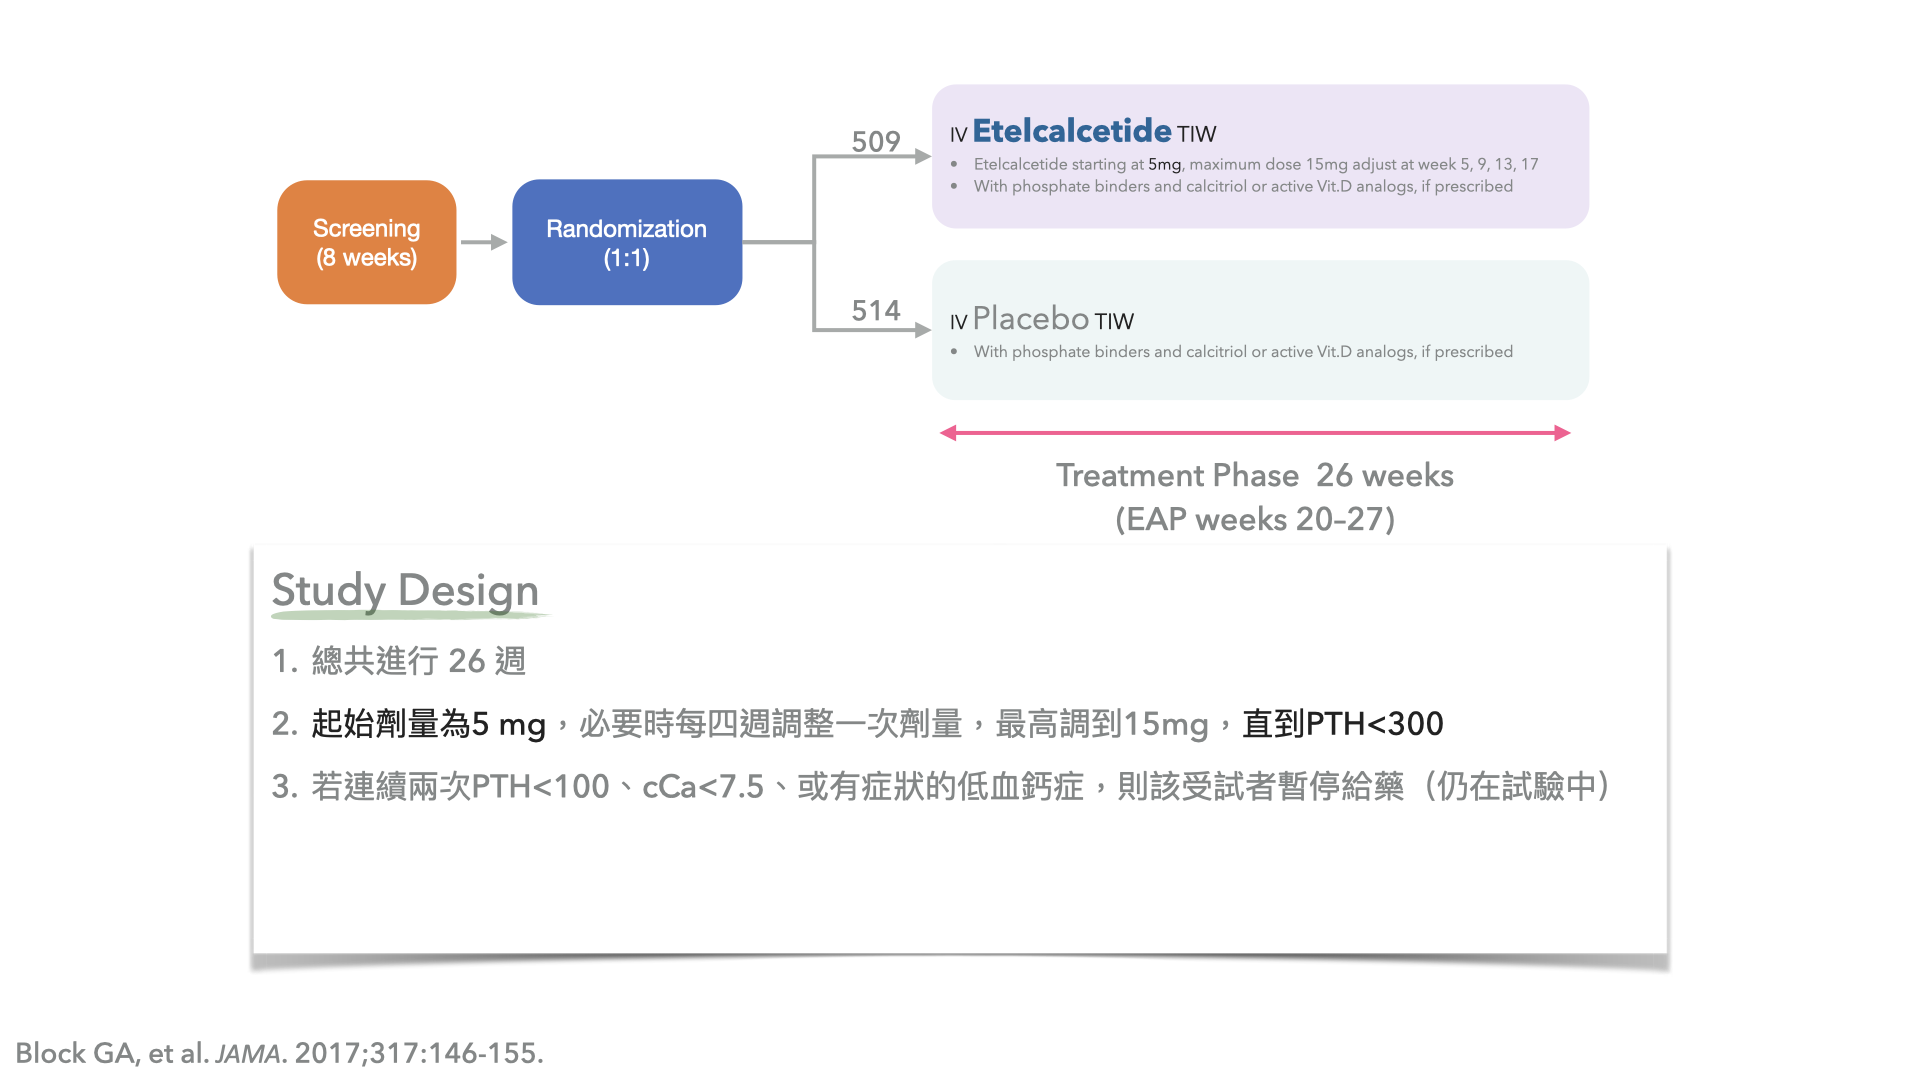 Screening
(8 weeks)
Randomization
(1:1)
509
514
IV Etelcalcetide TIW
• Etelcalcetide starting at 5mg, maximum dose 15mg adjust at week 5, 9, 13, 17
• With phosphate binders and calcitriol or active Vit.D analogs, if prescribed
IV Placebo TIW
• With phosphate binders and calcitriol or active Vit.D analogs, if prescribed
Treatment Phase 26 weeks
(EAP weeks 20–27)
Study Design
1. 總共進行 26 週
2. 起始劑量為5 mg，必要時每四週調整一次劑量，最高調到15mg，直到PTH<300
3. 若連續兩次PTH<100、cCa<7.5、或有症狀的低血鈣症，則該受試者暫停給藥（仍在試驗中）
Block GA, et al. JAMA. 2017;317:146-155.